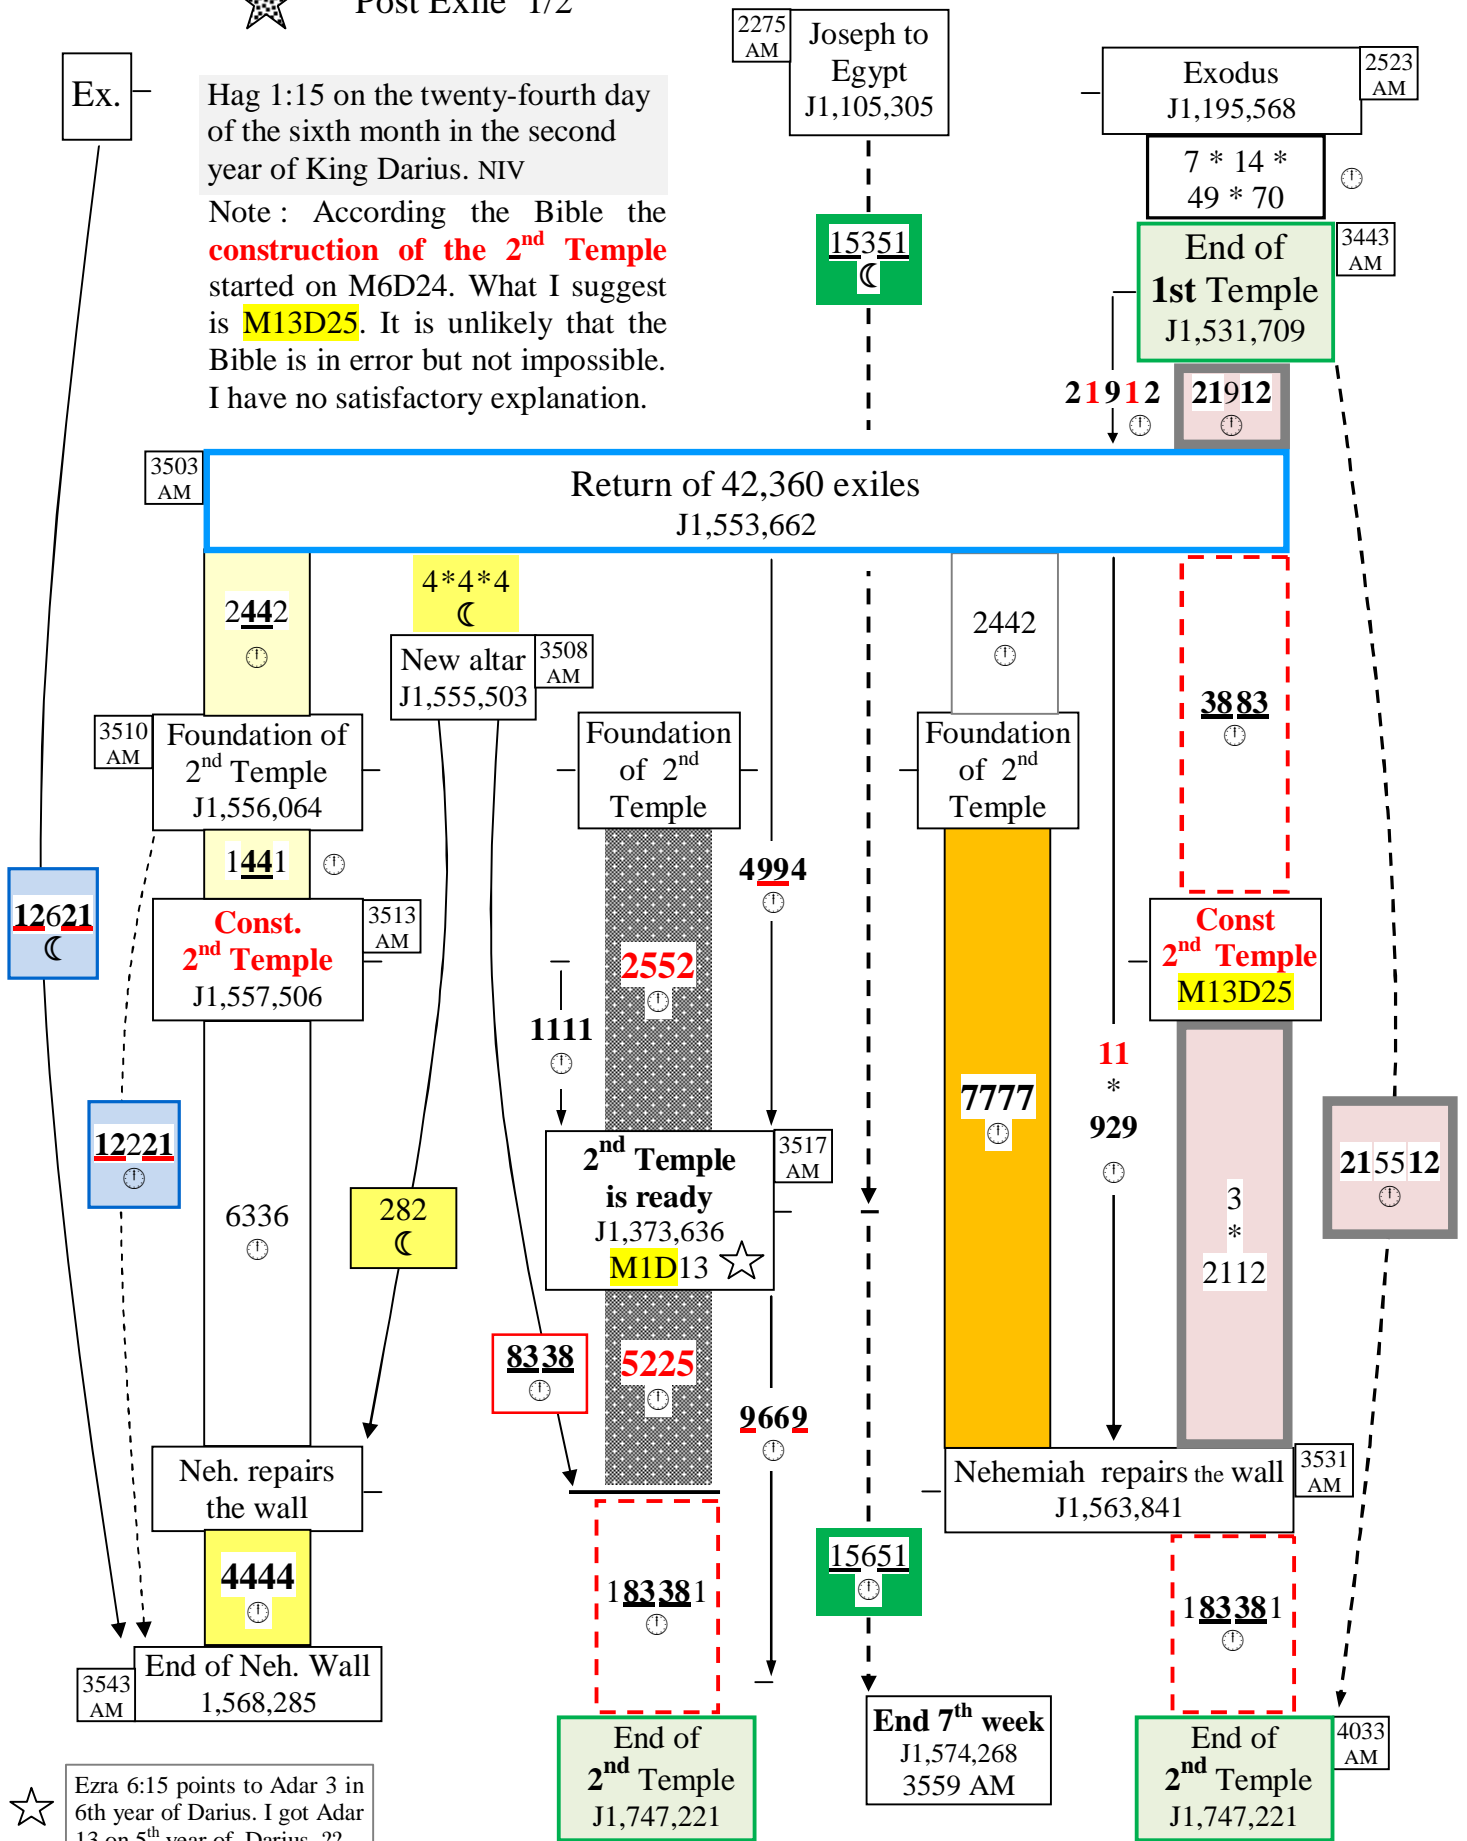 Post Exile 1/2
Ex.
Hag 1:15 on the twenty-fourth day
of the sixth month in the second
year of King Darius. NIV
Note : According the Bible the
construction of the 2nd Temple
started on M6D24. What I suggest
is M13D25. It is unlikely that the
Bible is in error but not impossible.
I have no satisfactory explanation.
2275
AM
Joseph to
Egypt
J1,105,305
Exodus
J1,195,568
2523
AM
7 * 14 *
49 * 70
15351
End of
1st Temple
J1,531,709
3443
AM
21912
21912
3503
AM
Return of 42,360 exiles
J1,553,662
2442
4*4*4
New altar
J1,555,503
3508
AM
2442
3883
3510
AM
Foundation of
2nd Temple
J1,556,064
Foundation
of 2nd
Temple
Foundation
of 2nd
Temple
1441
4994
12621
Const.
2nd Temple
J1,557,506
3513
AM
2552
Const
2nd Temple
M13D25
1111
11
*
929
7777
12221
2nd Temple
is ready
J1,373,636
M1D13
3517
AM
215512
6336
282
3
*
2112
8338
5225
9669
Neh. repairs
the wall
Nehemiah repairs the wall
J1,563,841
3531
AM
4444
18381
15651
18381
End of Neh. Wall
1,568,285
3543
AM
End of
2nd Temple
J1,747,221
End 7th week
J1,574,268
3559 AM
End of
2nd Temple
J1,747,221
4033
AM
Ezra 6:15 points to Adar 3 in
6th year of Darius. I got Adar
13 on 5th year of Darius. ??